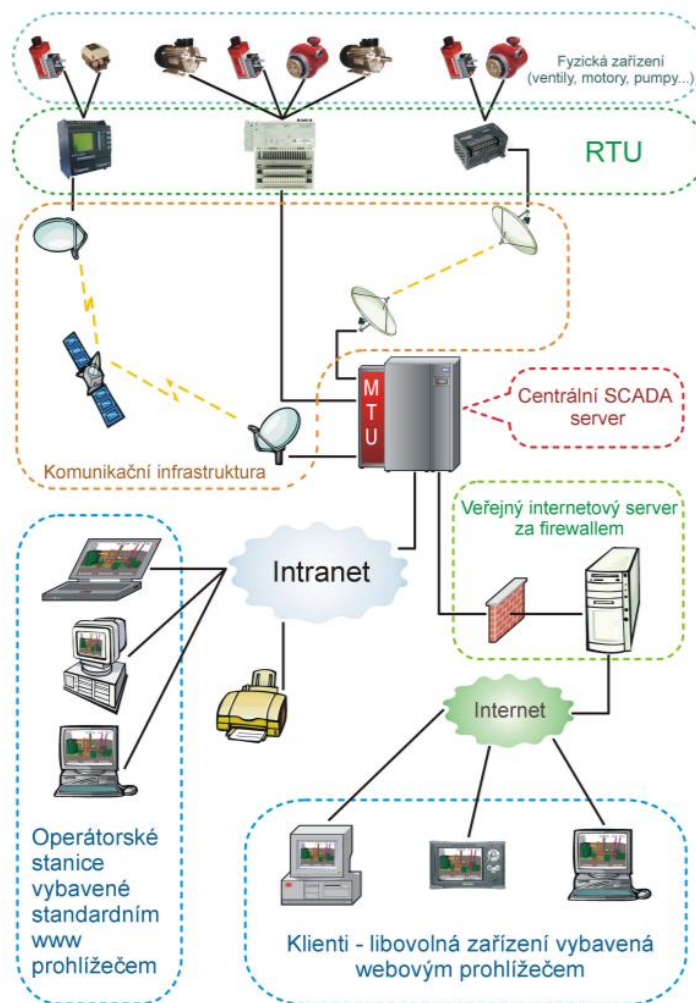 Fyzická zařízení
(ventily, motory, pumpy...)
RTU
MTU
Centrální SCADA
server
Komunikační infrastruktura
Veřejný internetový server
za firewallem
Intranet
Internet
Operátorské
stanice
vybavené
standardním
www
prohlížečem
Klienti - libovolná zařízení vybavená
webovým prohlížečem